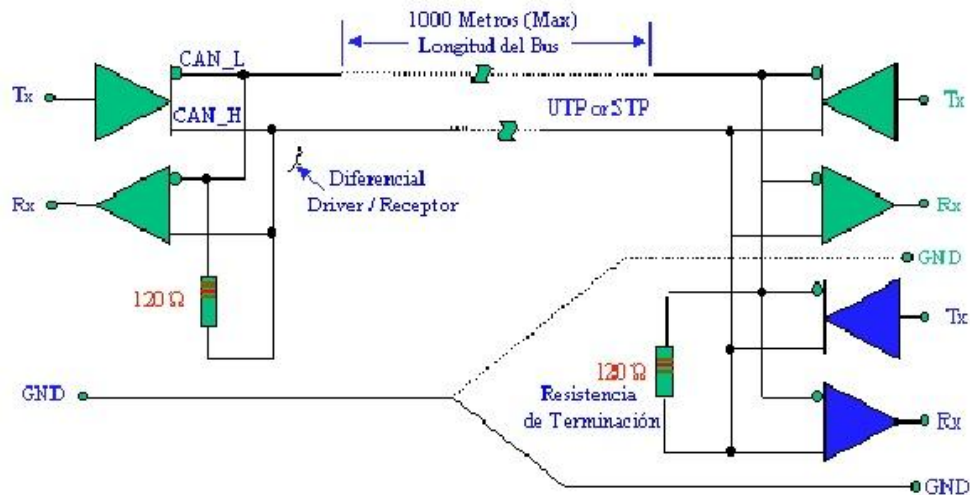 1000 Metros (Max)
Longitud del Bus
CAN_L
Tx
CAN_H
UTP or STP
Tx
Rx
Diferencial
Driver / Receptor
Rx
GND
120 Ω
Tx
GND
120 Ω
Resistencia
de Terminación
Rx
GND